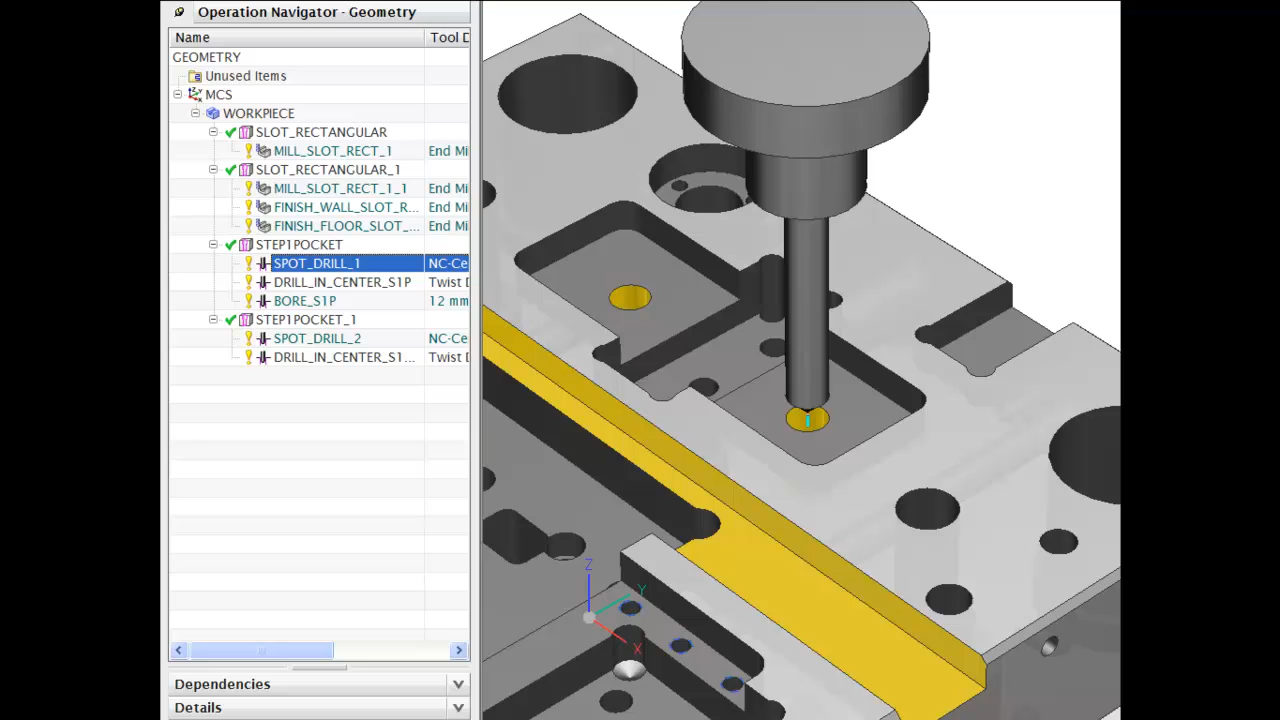 Operation Navigator - Geometry
Name Tool D
GEOMETRY
Unused Items
MCS
WORKPIECE
SLOT_RECTANGULAR
MILL_SLOT_RECT_1 End Mi
SLOT_RECTANGULAR_1
MILL_SLOT_RECT_1_1 End Mi
FINISH_WALL_SLOT_R... End Mi
FINISH_FLOOR_SLOT_... End Mi
STEP1POCKET
SPOT_DRILL_1 NC-Ce
DRILL_IN_CENTER_S1P Twist D
BORE_S1P 12 mm
STEP1POCKET_1
SPOT_DRILL_2 NC-Ce
DRILL_IN_CENTER_S1... Twist D
Z
Y
X
Dependencies
Details